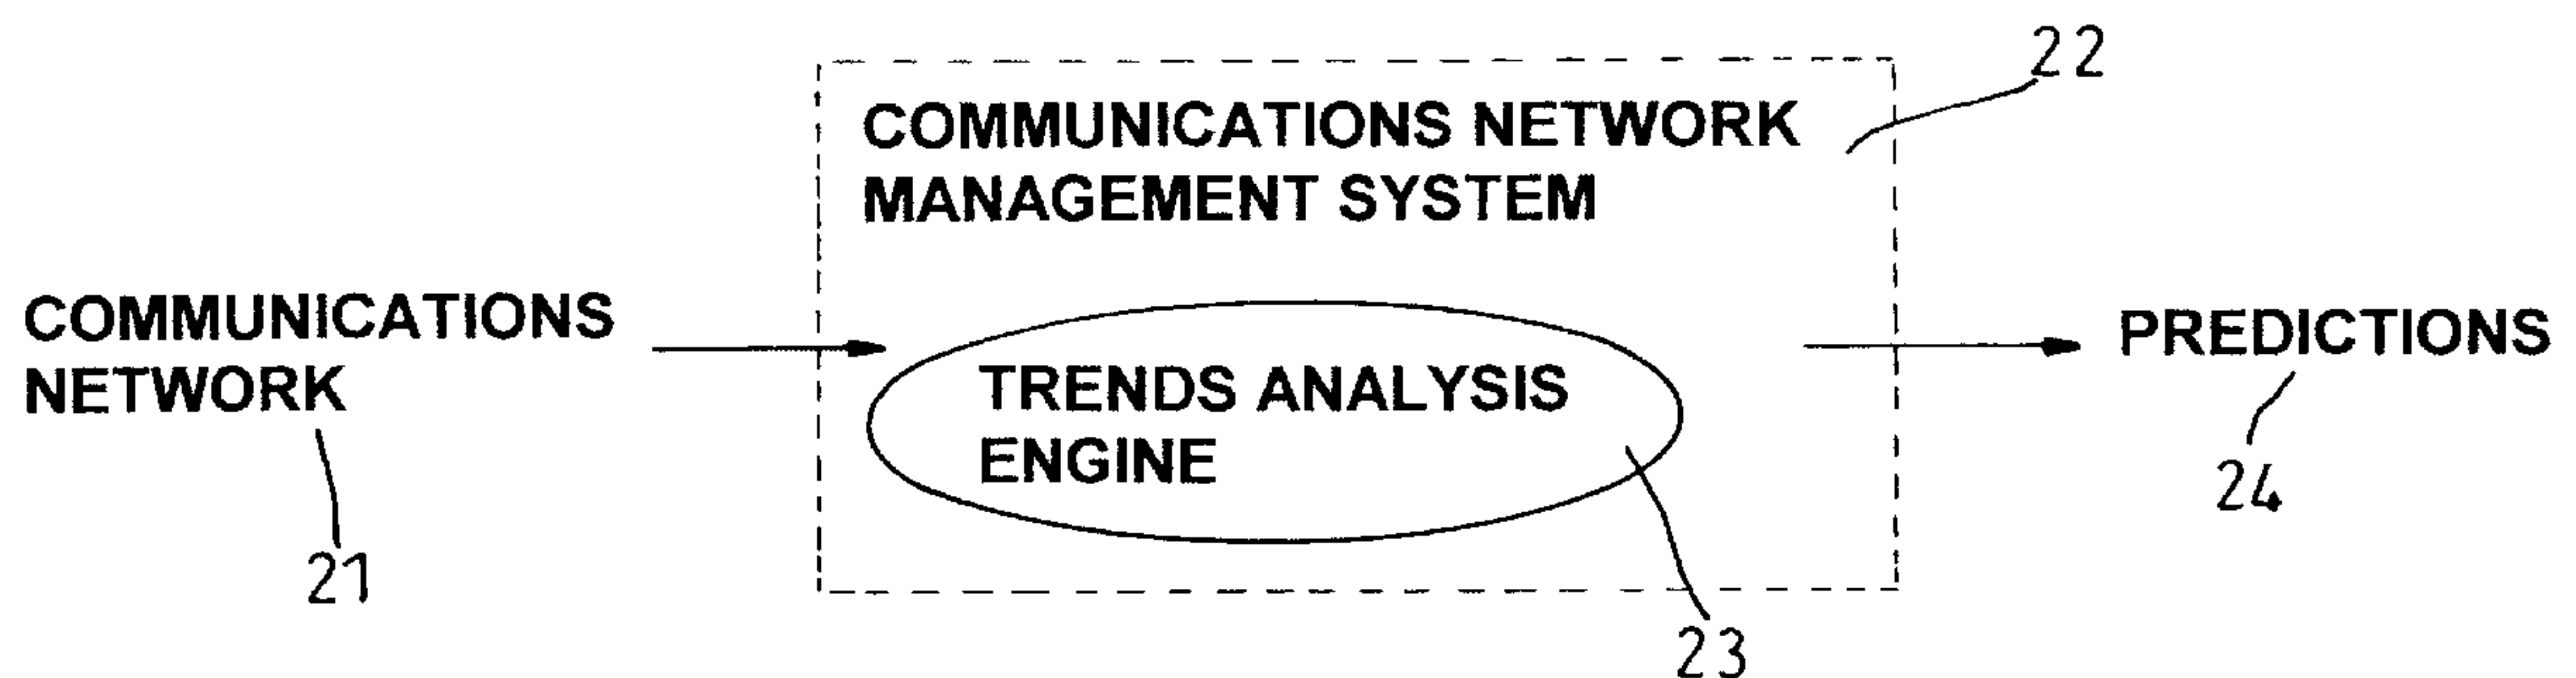 22
COMMUNICATIONS NETWORK
MANAGEMENT SYSTEM
COMMUNICATIONS
NETWORK
21
TRENDS ANALYSIS
ENGINE
23
PREDICTIONS
24